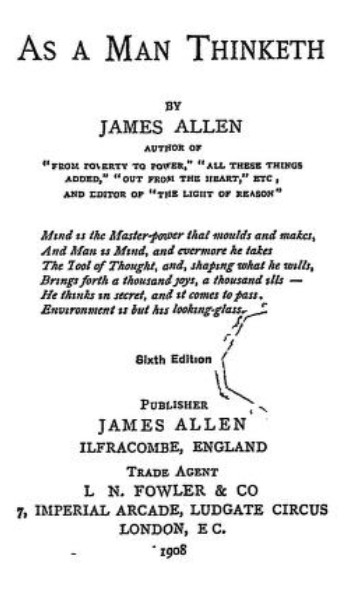 As a Man Thinketh
BY
JAMES ALLEN
AUTHOR OF
"FROM POVERTY TO POWER," "ALL THESE THINGS
ADDED," "OUT FROM THE HEART," ETC,
AND EDITOR OF "THE LIGHT OF REASON"
Mind is the Master-power that moulds and makes,
And Man is Mind, and evermore he takes
The Tool of Thought, and, shaping what he wills,
Brings forth a thousand joys, a thousand ills —
He thinks in secret, and it comes to pass.
Environment is but his looking-glass.
Sixth Edition
Publisher
JAMES ALLEN
ILFRACOMBE, ENGLAND
Trade Agent
L N. FOWLER & CO
7, IMPERIAL ARCADE, LUDGATE CIRCUS
LONDON, E C.
1908